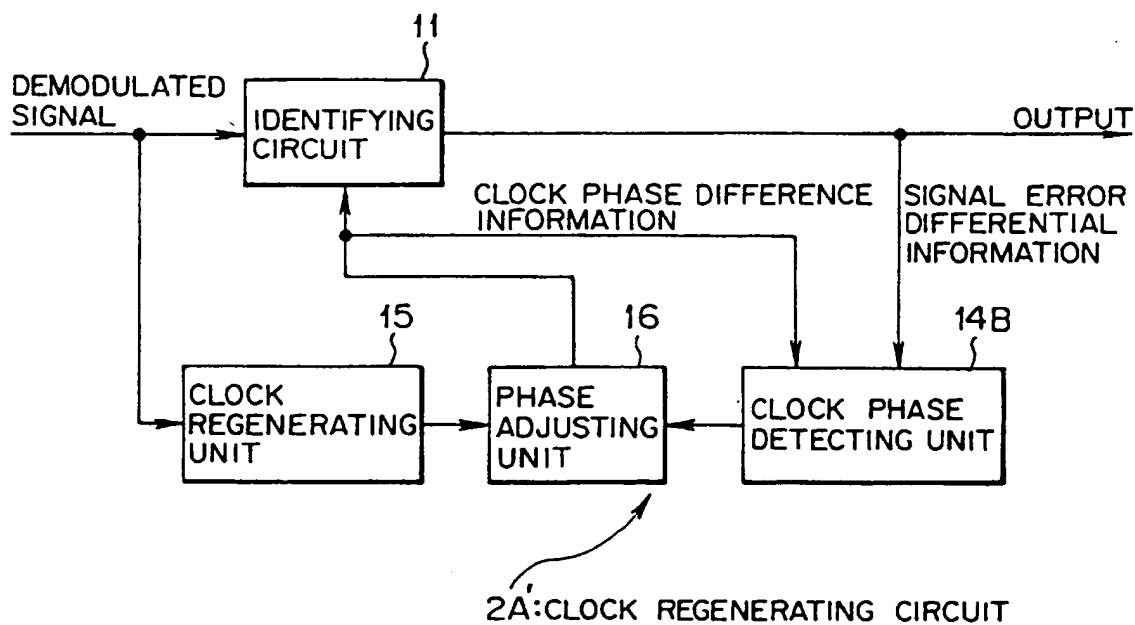 11
DEMODULATED
SIGNAL
IDENTIFYING
CIRCUIT
OUTPUT
CLOCK PHASE DIFFERENCE
INFORMATION
SIGNAL ERROR
DIFFERENTIAL
INFORMATION
15
16
14B
CLOCK
REGENERATING
UNIT
PHASE
ADJUSTING
UNIT
CLOCK PHASE
DETECTING UNIT
2A':CLOCK REGENERATING CIRCUIT